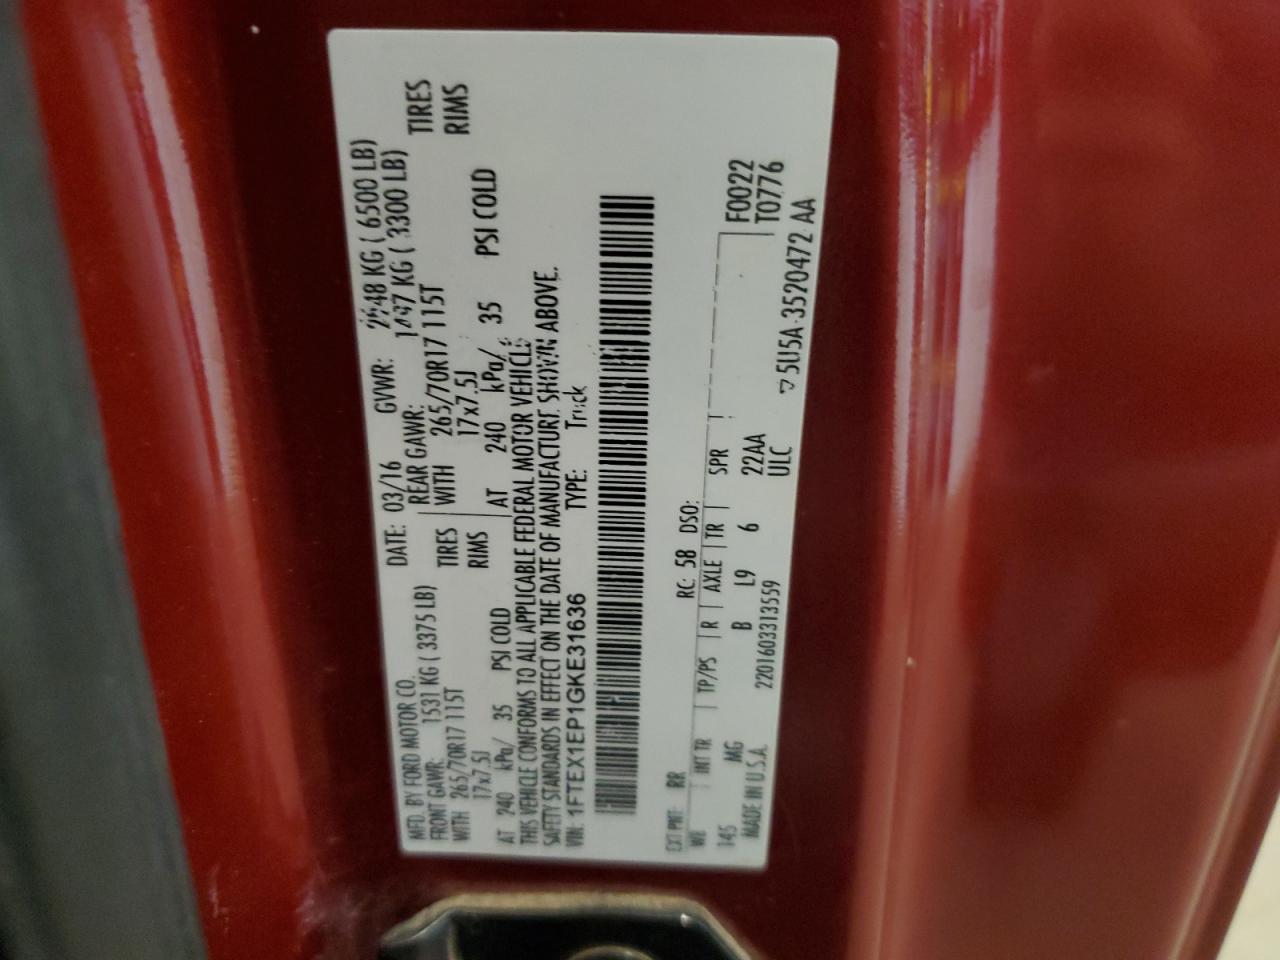 MFD. BY FORD MOTOR CO.
DATE: 03/16 GVWR: 2948 KG ( 6500 LB)
FRONT GAWR: 1531 KG ( 3375 LB) REAR GAWR: 1497 KG ( 3300 LB)
WITH 265/70R17 115T TIRES WITH 265/70R17 115T TIRES
17x7.5J RIMS 17x7.5J RIMS
AT 240 kPa/ 35 PSI COLD AT 240 kPa/ 35 PSI COLD
THIS VEHICLE CONFORMS TO ALL APPLICABLE FEDERAL MOTOR VEHICLE
SAFETY STANDARDS IN EFFECT ON THE DATE OF MANUFACTURE SHOWN ABOVE.
VIN: 1FTEX1EP1GKE31636 TYPE: Truck
EXT PNT: RR RC: 58 DSO:
WB INT TR TP/PS R AXLE TR SPR F0022
145 MG B L9 6 22AA T0776
ULC
MADE IN U.S.A. 2201603313559 ▽5U5A-3520472 AA